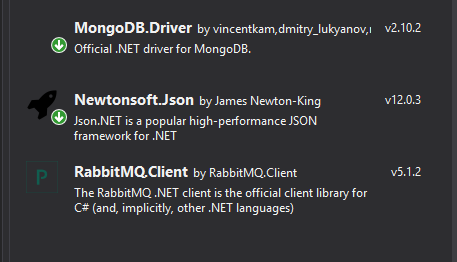 MongoDB.Driver by vincentkam,dmitry_lukyanov, v2.10.2
Official .NET driver for MongoDB.
Newtonsoft.Json by James Newton-King v12.0.3
Json.NET is a popular high-performance JSON
framework for .NET
P
RabbitMQ.Client by RabbitMQ.Client v5.1.2
The RabbitMQ .NET client is the official client library for
C# (and, implicitly, other .NET languages)